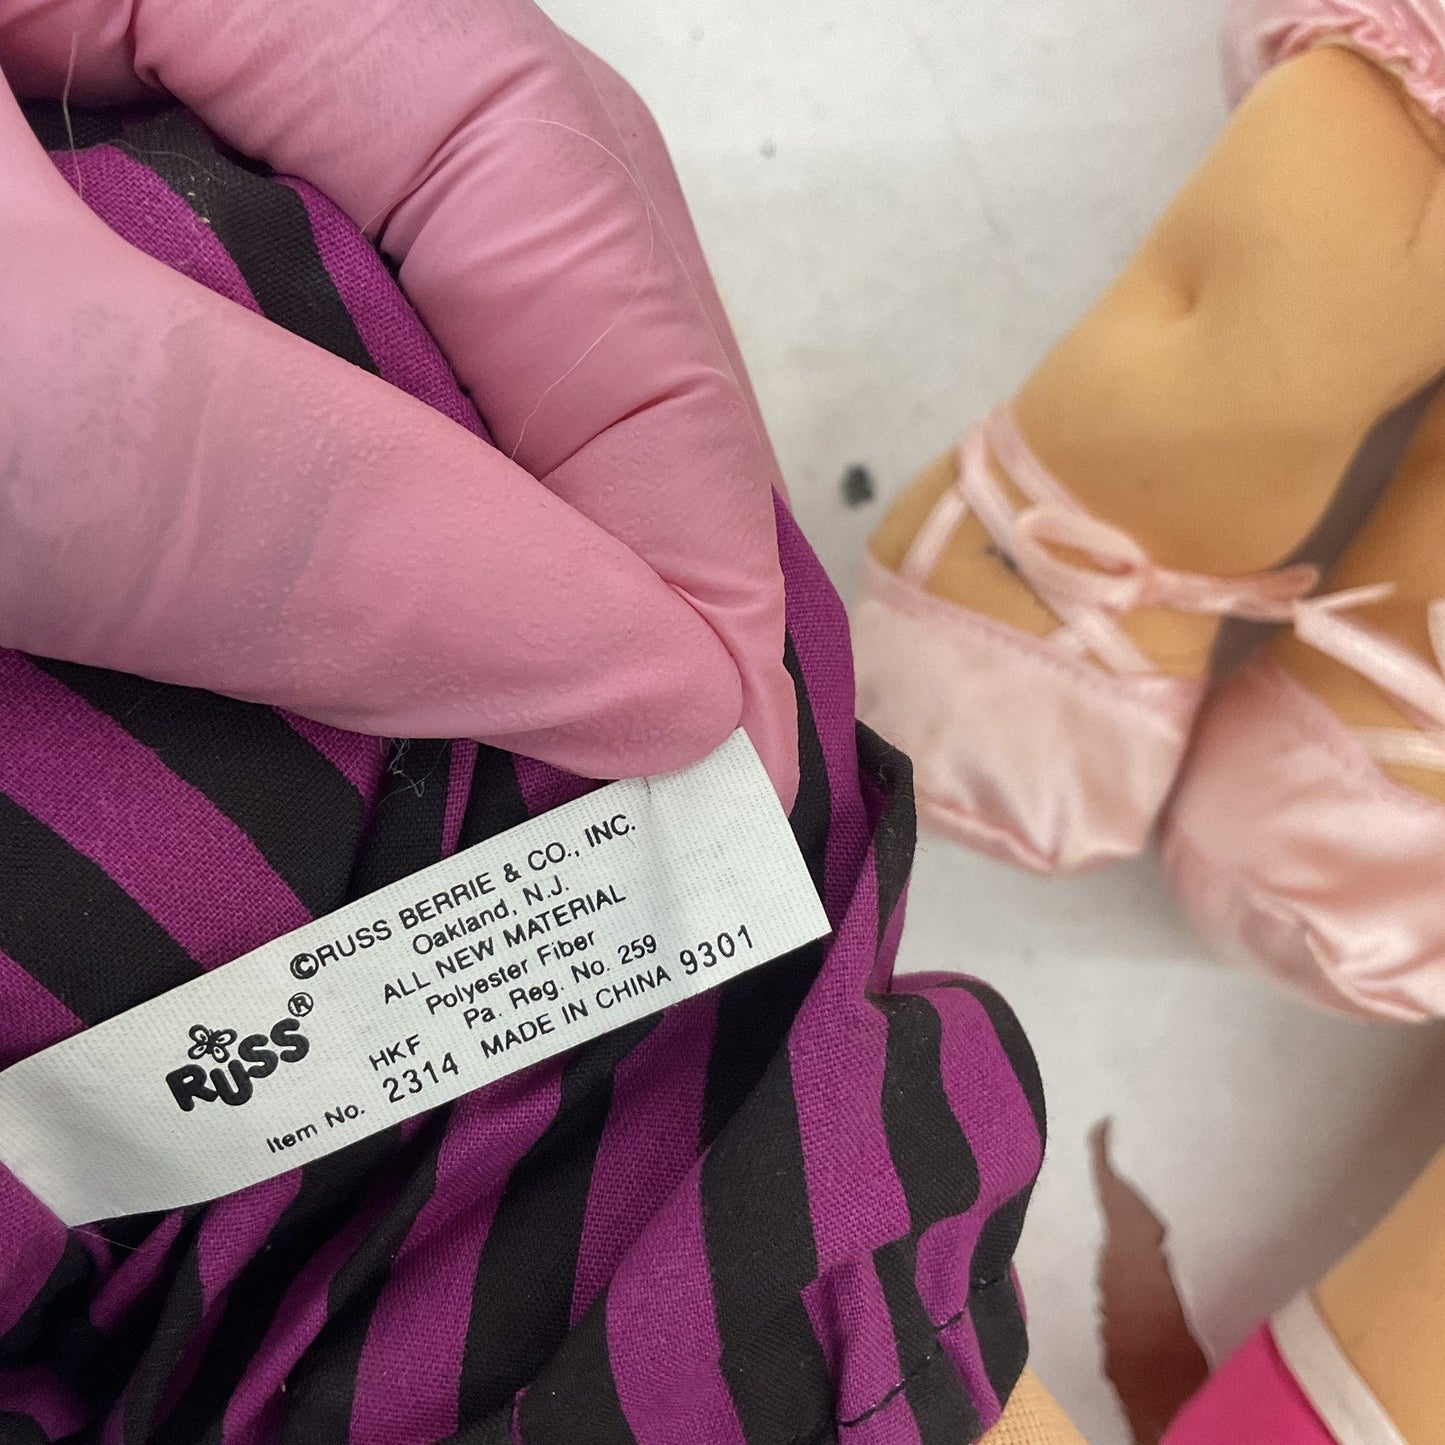 ©RUSS BERRIE & CO., INC.
Oakland, N.J.
ALL NEW MATERIAL
Polyester Fiber
Pa. Reg. No. 259
RUSS® HKF MADE IN CHINA 9301
Item No. 2314